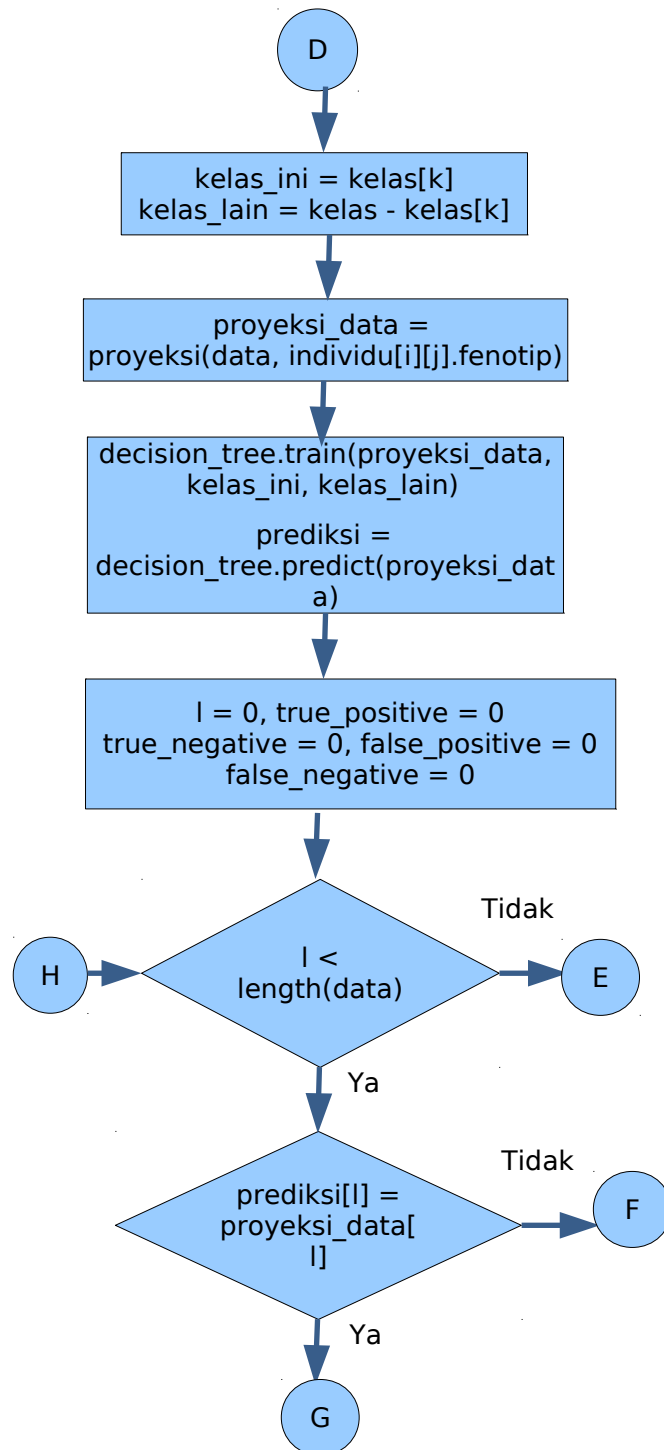 D
kelas_ini = kelas[k]
kelas_lain = kelas - kelas[k]
proyeksi_data =
proyeksi(data, individu[i][j].fenotip)
decision_tree.train(proyeksi_data,
kelas_ini, kelas_lain)
prediksi =
decision_tree.predict(proyeksi_dat
a)
l = 0, true_positive = 0
true_negative = 0, false_positive = 0
false_negative = 0
Tidak
H
l <
length(data)
E
Ya
Tidak
prediksi[l] =
proyeksi_data[
l]
F
Ya
G